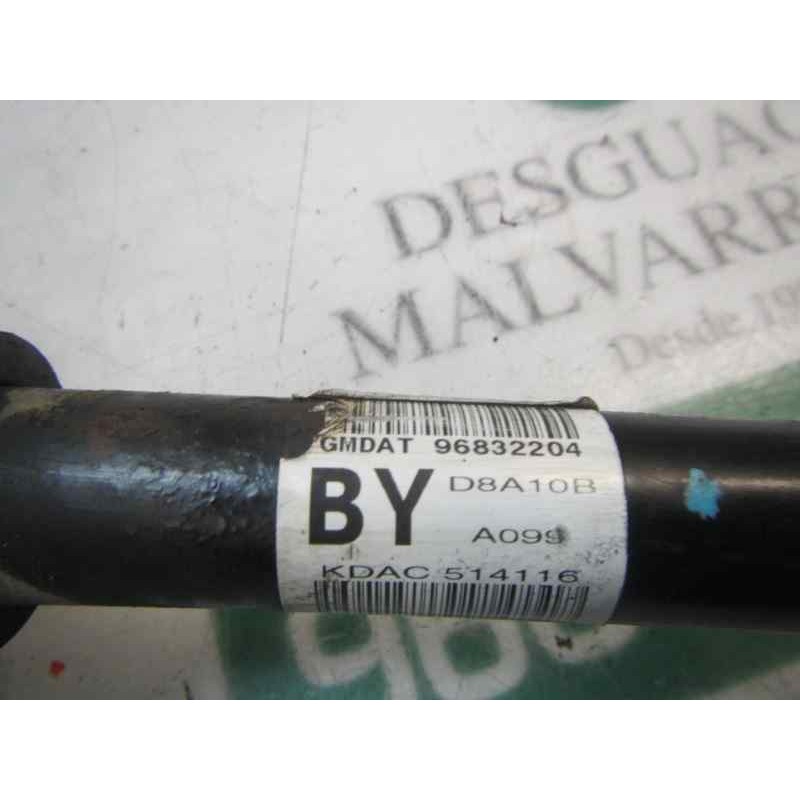 DESGUAC
MALVARR
Desde 19
GMDAT 96832204
BY
D8A10B
A099
KDAC 514116